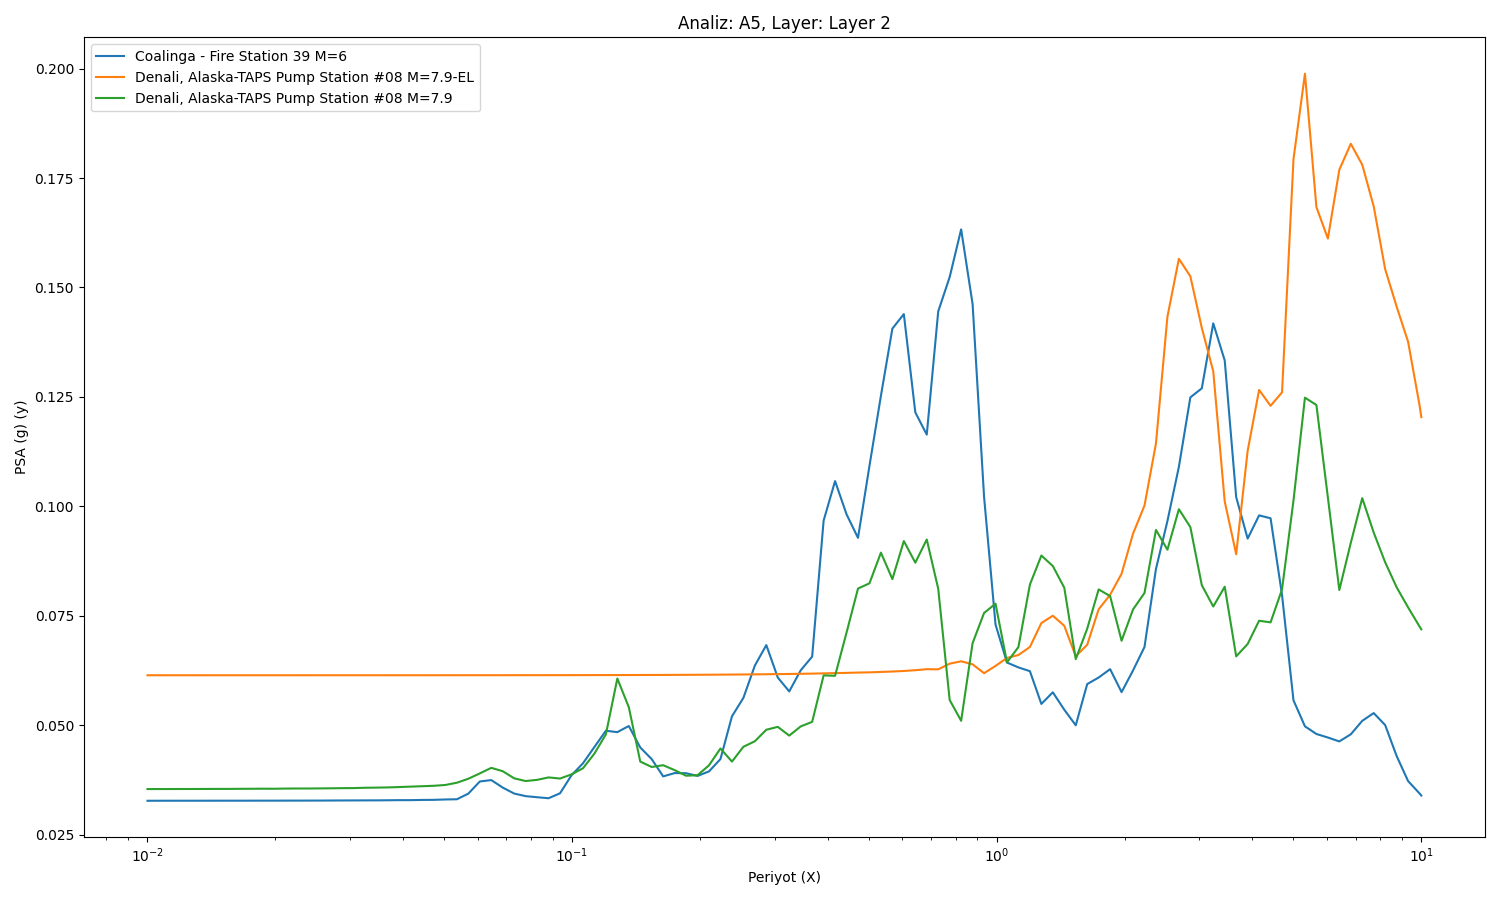 Analiz: A5, Layer: Layer 2
Coalinga - Fire Station 39 M=6
Denali, Alaska-TAPS Pump Station #08 M=7.9-EL
Denali, Alaska-TAPS Pump Station #08 M=7.9
PSA (g) (y)
0.200
0.175
0.150
0.125
0.100
0.075
0.050
0.025
10⁻² 10⁻¹ 10⁰ 10¹
Periyot (X)